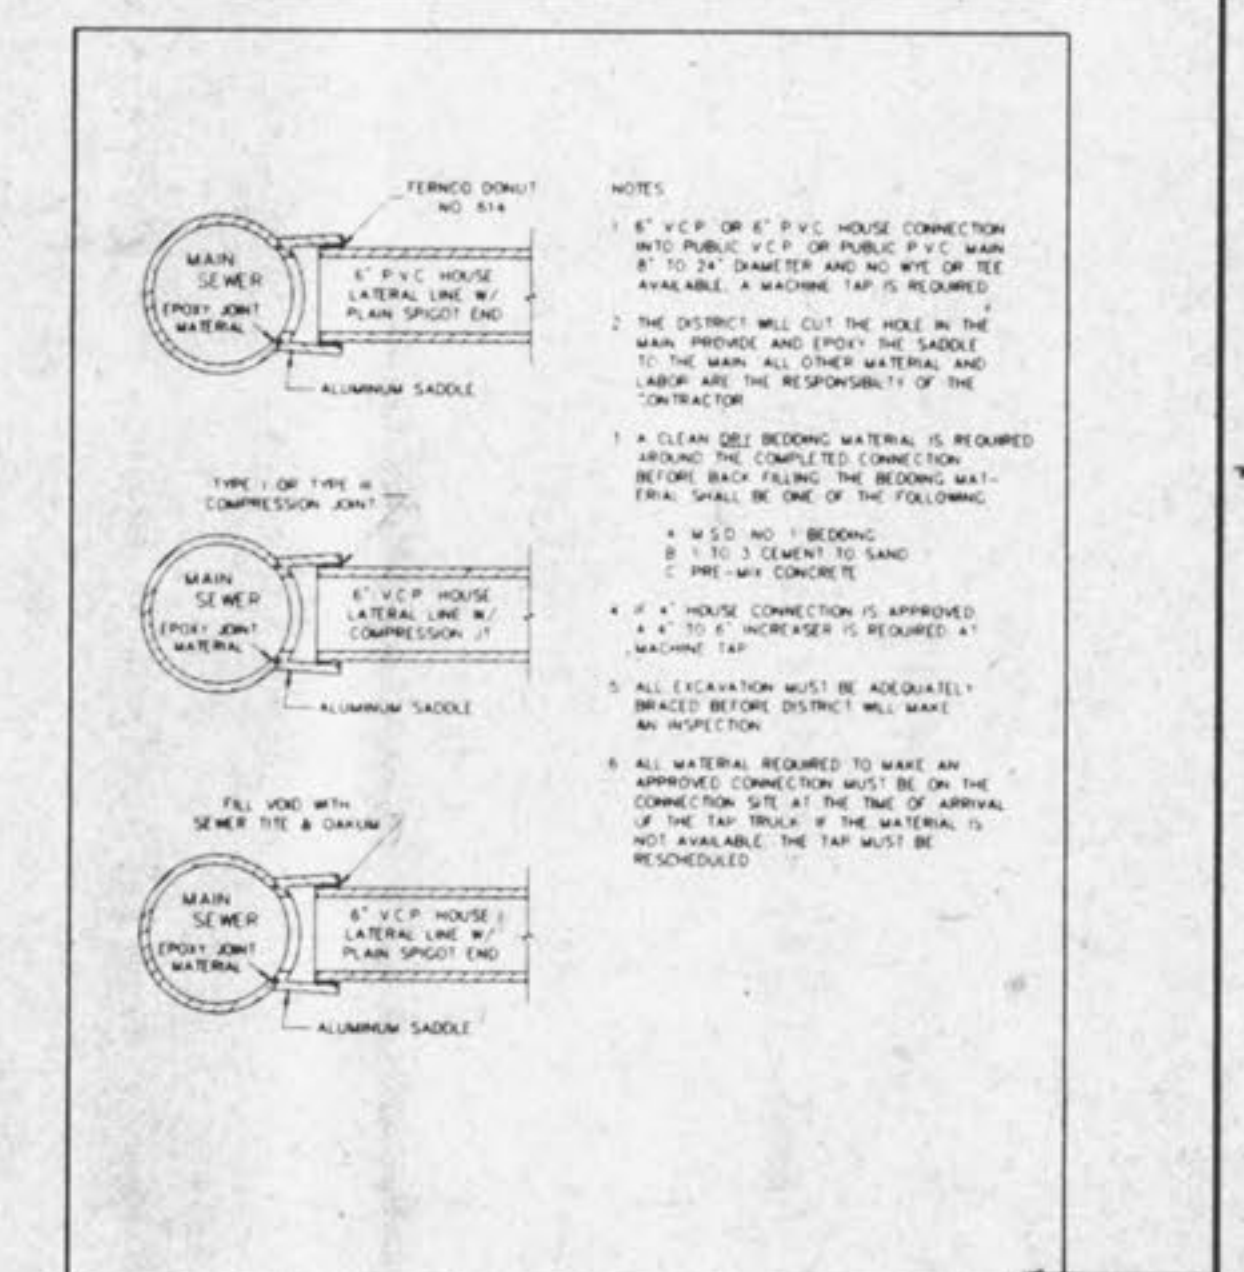 FERNCO DONUT
NO. 614
MAIN
SEWER
EPOXY JOINT
MATERIAL
6" P.V.C. HOUSE
LATERAL LINE W/
PLAIN SPIGOT END
ALUMINUM SADDLE
TYPE I OR TYPE III
COMPRESSION JOINT
MAIN
SEWER
EPOXY JOINT
MATERIAL
6" V.C.P. HOUSE
LATERAL LINE W/
COMPRESSION JT
ALUMINUM SADDLE
FILL VOID WITH
SEWER TITE & OAKUM
MAIN
SEWER
EPOXY JOINT
MATERIAL
6" V.C.P. HOUSE
LATERAL LINE W/
PLAIN SPIGOT END
ALUMINUM SADDLE
NOTES
1 6" V.C.P. OR 6" P.V.C. HOUSE CONNECTION
INTO PUBLIC V.C.P. OR PUBLIC P.V.C. MAIN
8" TO 24" DIAMETER AND NO WYE OR TEE
AVAILABLE, A MACHINE TAP IS REQUIRED
2 THE DISTRICT WILL CUT THE HOLE IN THE
MAIN PROVIDE AND EPOXY THE SADDLE
TO THE MAIN ALL OTHER MATERIAL AND
LABOR ARE THE RESPONSIBILTY OF THE
CONTRACTOR
3 A CLEAN DRY BEDDING MATERIAL IS REQUIRED
AROUND THE COMPLETED CONNECTION
BEFORE BACK FILLING THE BEDDING MAT-
ERIAL SHALL BE ONE OF THE FOLLOWING
A M.S.D. NO 1 BEDDING
B 1 TO 3 CEMENT TO SAND
C PRE-MIX CONCRETE
4 IF 4" HOUSE CONNECTION IS APPROVED
A 4" TO 6" INCREASER IS REQUIRED AT
MACHINE TAP
5 ALL EXCAVATION MUST BE ADEQUATELY
BRACED BEFORE DISTRICT WILL MAKE
AN INSPECTION
6 ALL MATERIAL REQUIRED TO MAKE AN
APPROVED CONNECTION MUST BE ON THE
CONNECTION SITE AT THE TIME OF ARRIVAL
OF THE TAP TRUCK IF THE MATERIAL IS
NOT AVAILABLE THE TAP MUST BE
RESCHEDULED